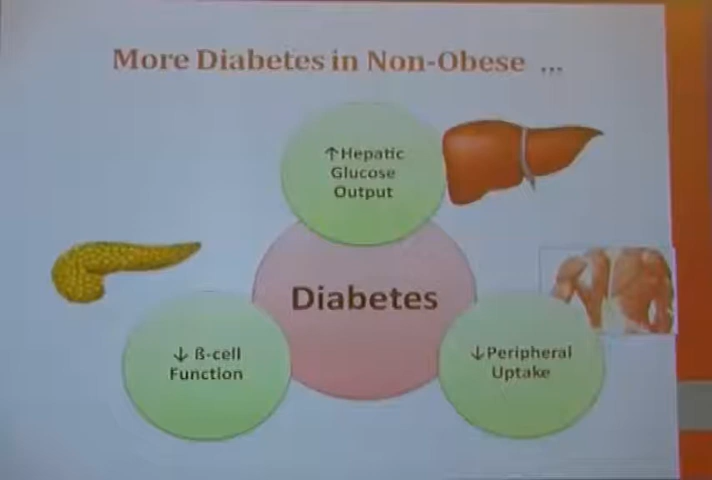 More Diabetes in Non-Obese ...
↑Hepatic
Glucose
Output
Diabetes
↓ ß-cell
Function
↓Peripheral
Uptake